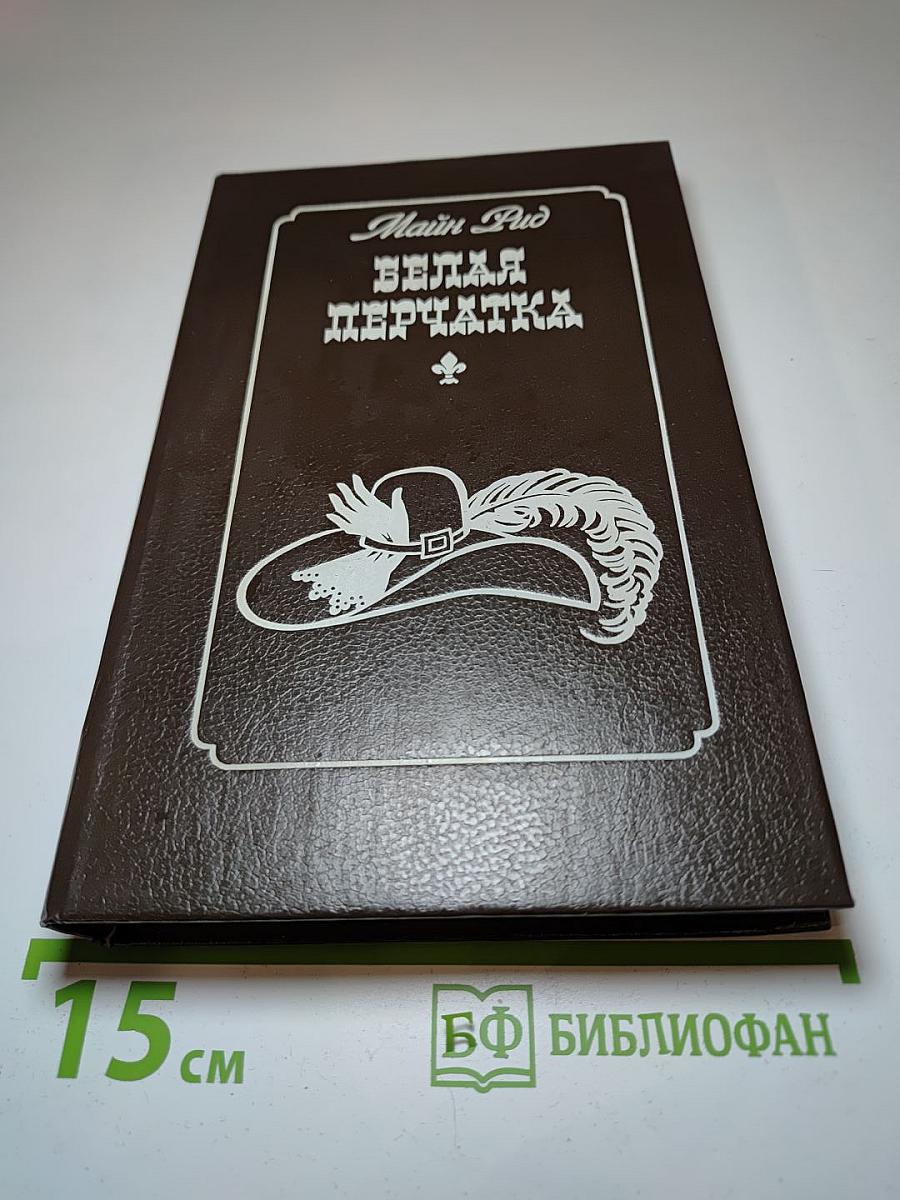 Майн Рид
БЕЛАЯ
ПЕРЧАТКА
15 см
БФ БИБЛИОФАН